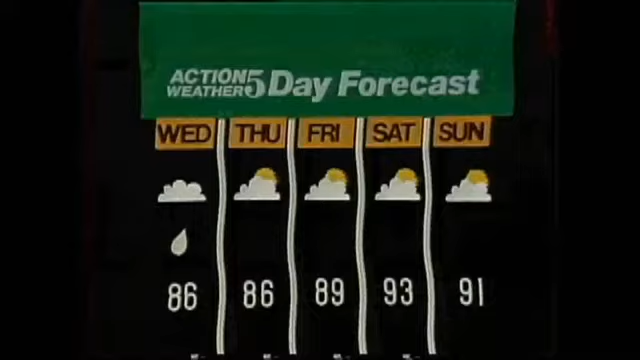 ACTION WEATHER 5 Day Forecast
WED THU FRI SAT SUN
86 86 89 93 91